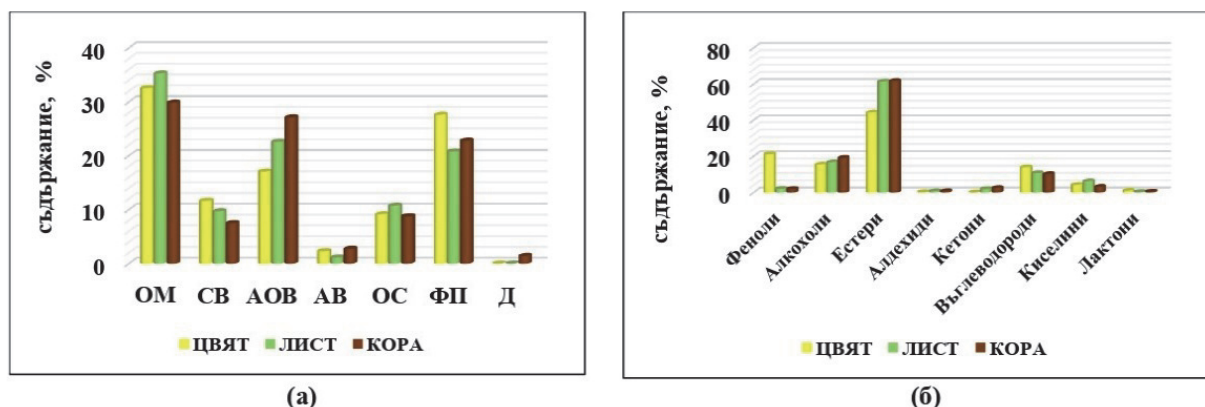 съдържание, %
40
30
20
10
0
ОМ СВ АОВ АВ ОС ФП Д
ЦВЯТ ЛИСТ КОРА
(а)
съдържание, %
80
60
40
20
0
Феноли
Алкохоли
Естери
Алдехиди
Кетони
Въглеводороди
Киселини
Лактони
ЦВЯТ ЛИСТ КОРА
(б)